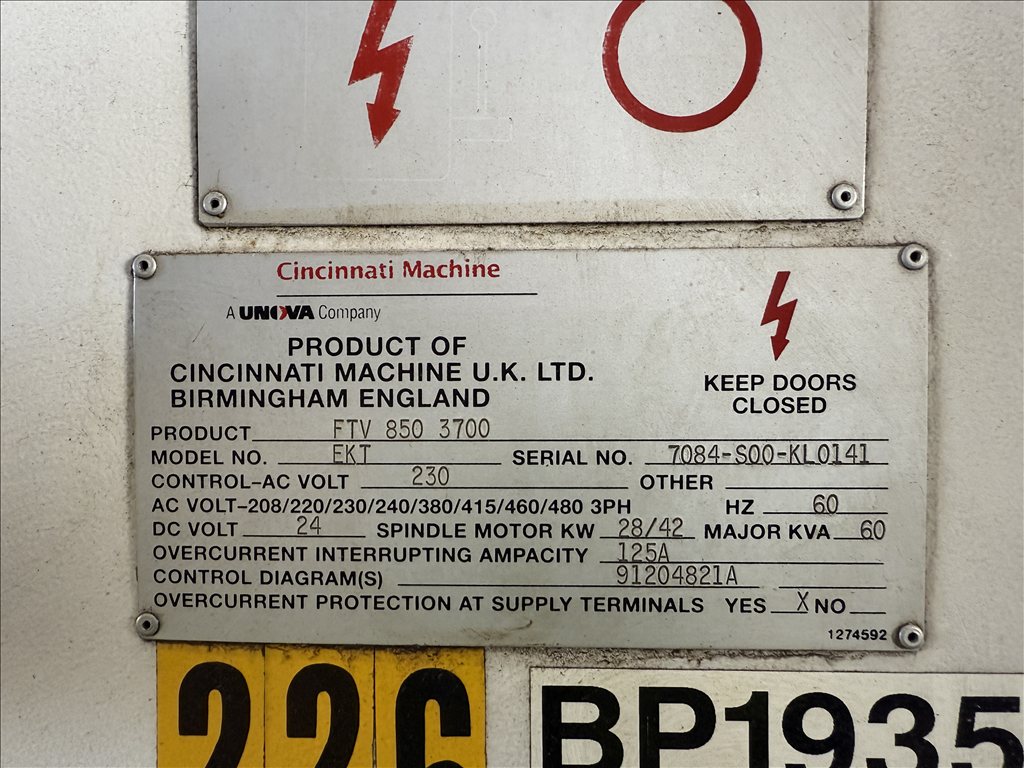 Cincinnati Machine
A UNOVA Company
PRODUCT OF
CINCINNATI MACHINE U.K. LTD.
BIRMINGHAM ENGLAND
KEEP DOORS
CLOSED
PRODUCT FTV 850 3700
MODEL NO. EKT SERIAL NO. 7084-S00-KL0141
CONTROL-AC VOLT 230 OTHER
AC VOLT-208/220/230/240/380/415/460/480 3PH HZ 60
DC VOLT 24 SPINDLE MOTOR KW 28/42 MAJOR KVA 60
OVERCURRENT INTERRUPTING AMPACITY 125A
CONTROL DIAGRAM(S) 91204821A
OVERCURRENT PROTECTION AT SUPPLY TERMINALS YES X NO
1274592
226
BP1935